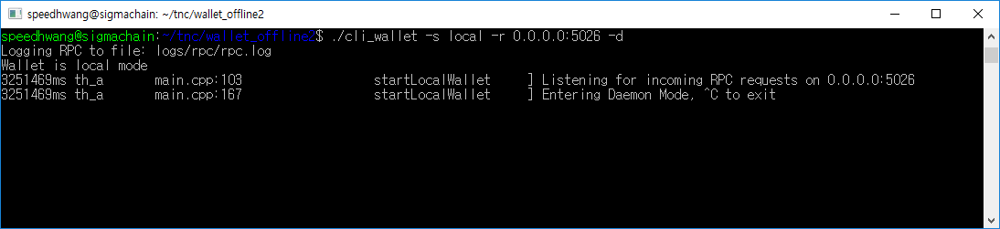 speedhwang@sigmachain: ~/tnc/wallet_offline2
speedhwang@sigmachain:~/tnc/wallet_offline2$ ./cli_wallet -s local -r 0.0.0.0:5026 -d
Logging RPC to file: logs/rpc/rpc.log
Wallet is local mode
3251469ms th_a       main.cpp:103                  startLocalWallet     ] Listening for incoming RPC requests on 0.0.0.0:5026
3251469ms th_a       main.cpp:167                  startLocalWallet     ] Entering Daemon Mode, ^C to exit